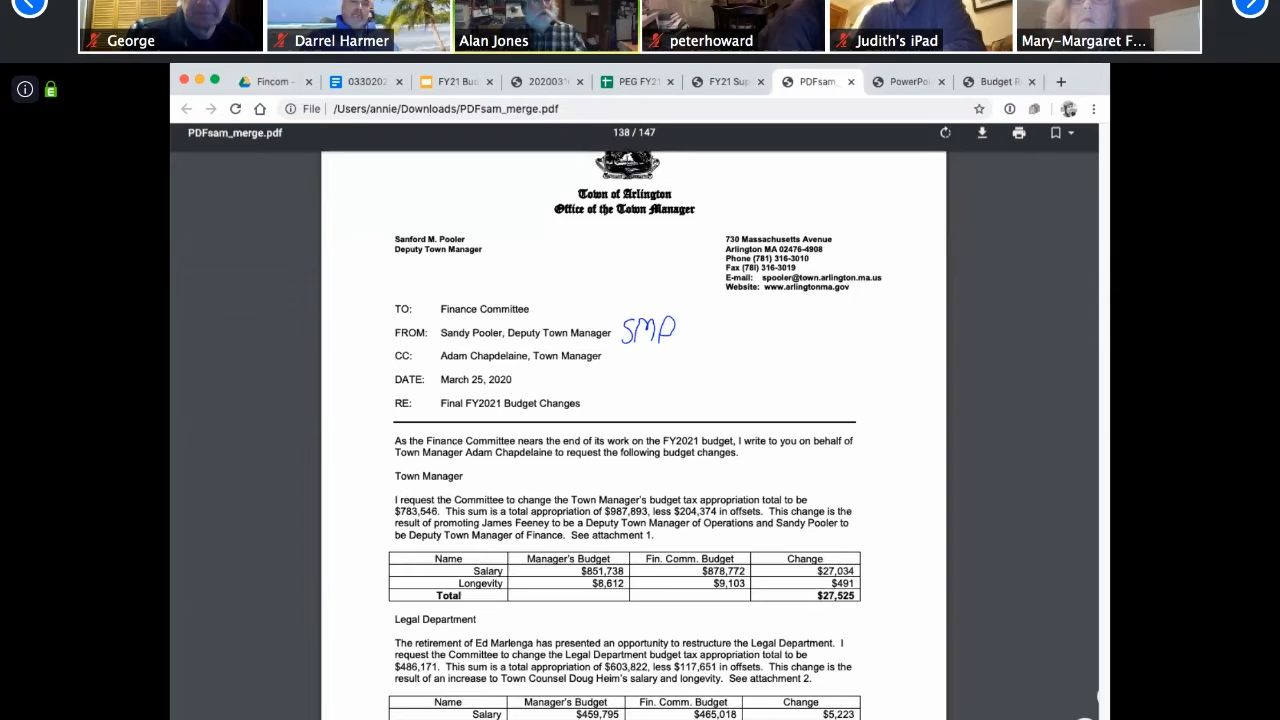 George
Darrel Harmer
Alan Jones
peterhoward
Judith's iPad
Mary-Margaret F...
Fincom -
033020
FY21 Bu
202003
PEG FY21
FY21 Sup
PDFsam_
PowerPo
Budget R
File /Users/annie/Downloads/PDFsam_merge.pdf
PDFsam_merge.pdf
138 / 147
Town of Arlington
Office of the Town Manager
Sanford M. Pooler
Deputy Town Manager
730 Massachusetts Avenue
Arlington MA 02476-4908
Phone (781) 316-3010
Fax (781) 316-3019
E-mail: spooler@town.arlington.ma.us
Website: www.arlingtonma.gov
TO: Finance Committee
FROM: Sandy Pooler, Deputy Town Manager SMP
CC: Adam Chapdelaine, Town Manager
DATE: March 25, 2020
RE: Final FY2021 Budget Changes
As the Finance Committee nears the end of its work on the FY2021 budget, I write to you on behalf of
Town Manager Adam Chapdelaine to request the following budget changes.
Town Manager
I request the Committee to change the Town Manager's budget tax appropriation total to be
$783,546. This sum is a total appropriation of $987,893, less $204,374 in offsets. This change is the
result of promoting James Feeney to be a Deputy Town Manager of Operations and Sandy Pooler to
be Deputy Town Manager of Finance. See attachment 1.
Name Manager's Budget Fin. Comm. Budget Change
Salary $851,738 $878,772 $27,034
Longevity $8,612 $9,103 $491
Total $27,525
Legal Department
The retirement of Ed Marlenga has presented an opportunity to restructure the Legal Department. I
request the Committee to change the Legal Department budget tax appropriation total to be
$486,171. This sum is a total appropriation of $603,822, less $117,651 in offsets. This change is the
result of an increase to Town Counsel Doug Heim's salary and longevity. See attachment 2.
Name Manager's Budget Fin. Comm. Budget Change
Salary $459,795 $465,018 $5,223